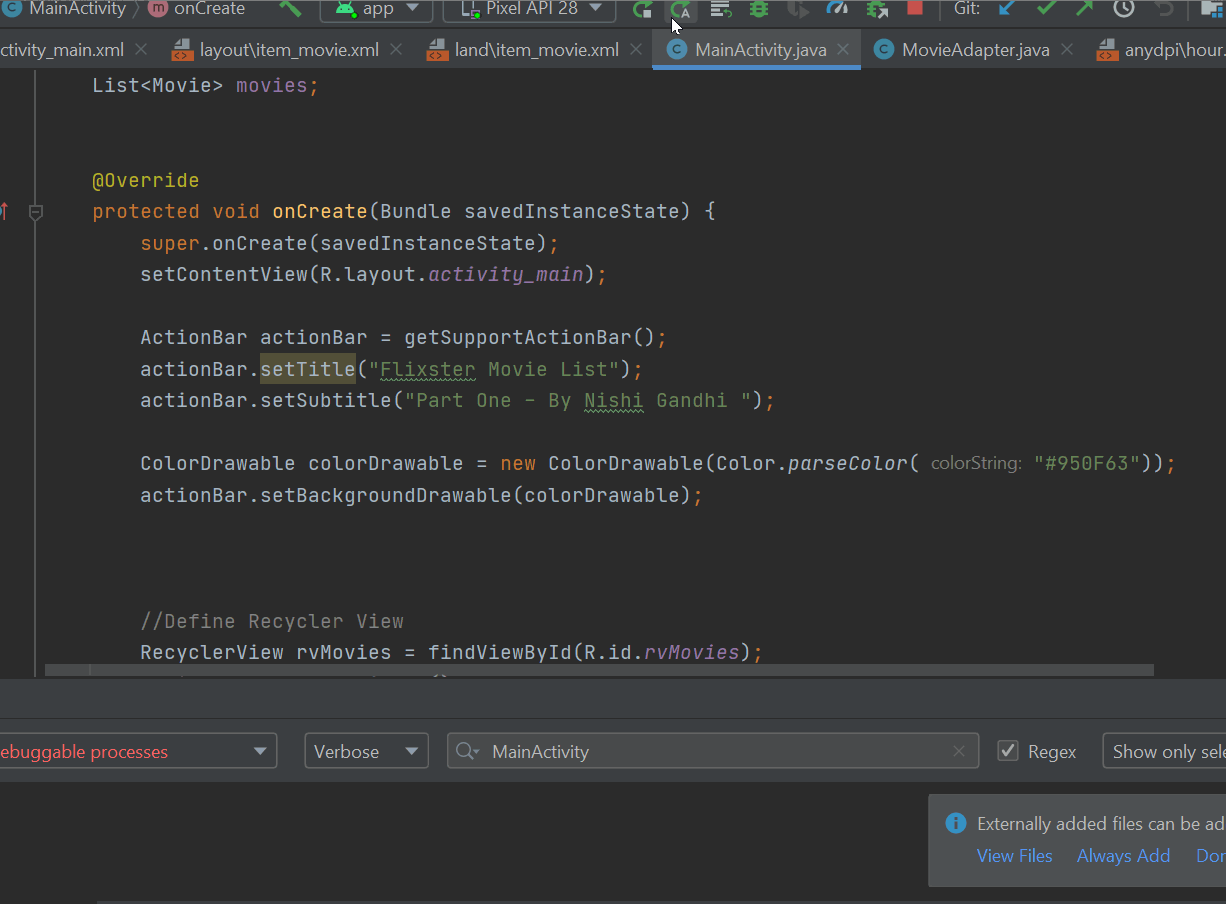 MainActivity onCreate app Pixel API 28 Git:
ctivity_main.xml layout\item_movie.xml land\item_movie.xml MainActivity.java MovieAdapter.java anydpi\hour.
List<Movie> movies;
@Override
protected void onCreate(Bundle savedInstanceState) {
super.onCreate(savedInstanceState);
setContentView(R.layout.activity_main);
ActionBar actionBar = getSupportActionBar();
actionBar.setTitle("Flixster Movie List");
actionBar.setSubtitle("Part One - By Nishi Gandhi ");
ColorDrawable colorDrawable = new ColorDrawable(Color.parseColor( colorString: "#950F63"));
actionBar.setBackgroundDrawable(colorDrawable);
//Define Recycler View
RecyclerView rvMovies = findViewById(R.id.rvMovies);
ebuggable processes Verbose MainActivity Regex Show only sele
Externally added files can be ad
View Files Always Add Don